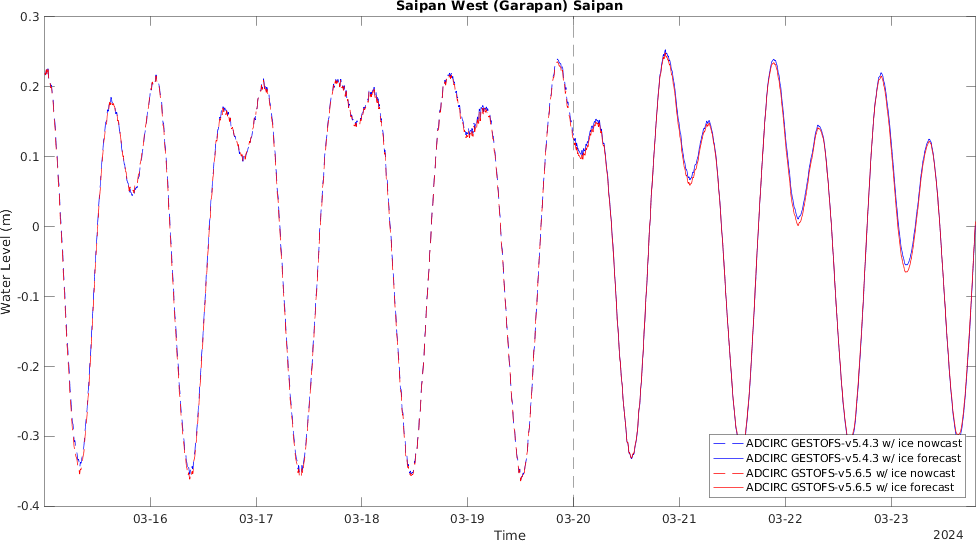 Saipan West (Garapan) Saipan
0.3
0.2
0.1
0
-0.1
-0.2
-0.3
-0.4
Water Level (m)
03-16 03-17 03-18 03-19 03-20 03-21 03-22 03-23
Time
2024
ADCIRC GESTOFS-v5.4.3 w/ ice nowcast
ADCIRC GESTOFS-v5.4.3 w/ ice forecast
ADCIRC GSTOFS-v5.6.5 w/ ice nowcast
ADCIRC GSTOFS-v5.6.5 w/ ice forecast